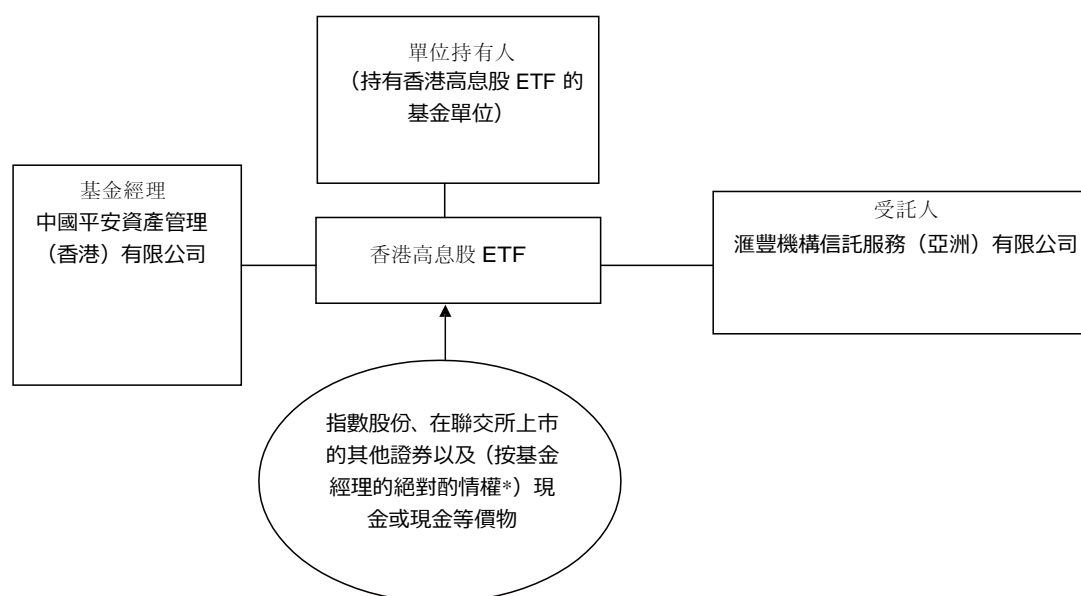 單位持有人
（持有香港高息股 ETF 的
基金單位）
基金經理
中國平安資產管理
（香港）有限公司
香港高息股 ETF
受託人
滙豐機構信託服務（亞洲）有限公司
指數股份、在聯交所上市
的其他證券以及（按基金
經理的絕對酌情權*）現
金或現金等價物